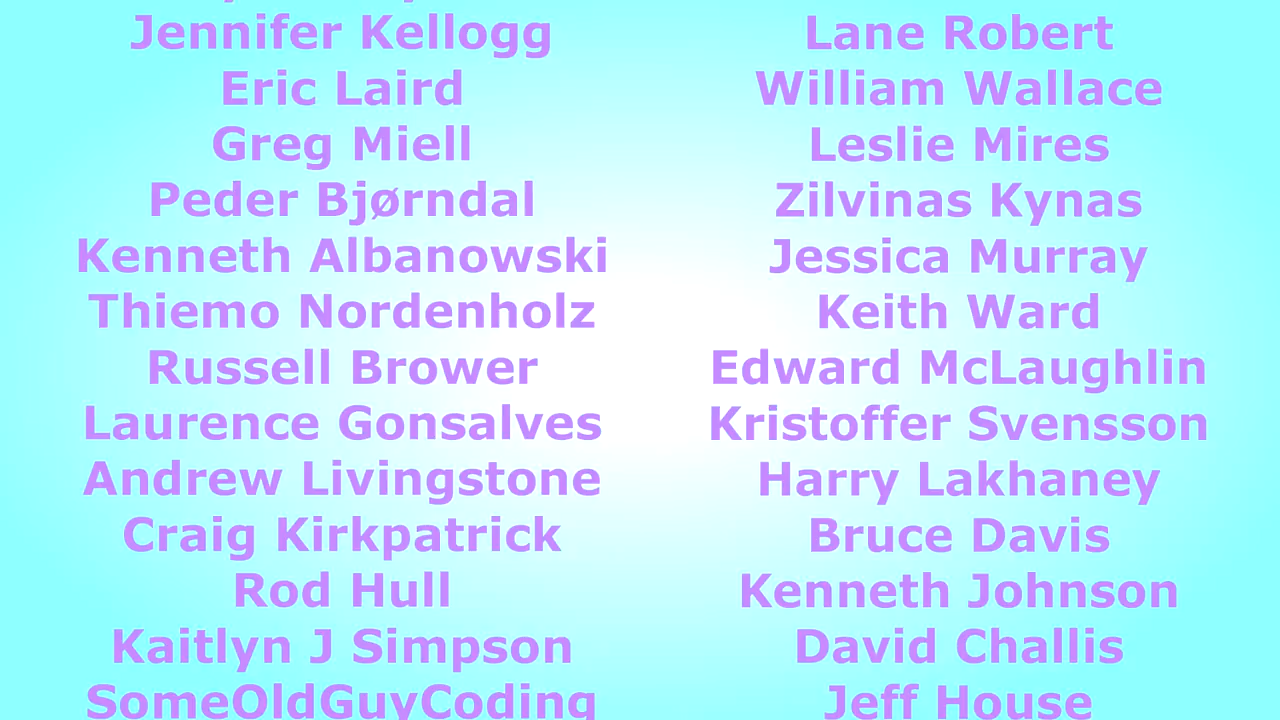 Jennifer Kellogg
Eric Laird
Greg Miell
Peder Bjørndal
Kenneth Albanowski
Thiemo Nordenholz
Russell Brower
Laurence Gonsalves
Andrew Livingstone
Craig Kirkpatrick
Rod Hull
Kaitlyn J Simpson
SomeOldGuyCoding
Lane Robert
William Wallace
Leslie Mires
Zilvinas Kynas
Jessica Murray
Keith Ward
Edward McLaughlin
Kristoffer Svensson
Harry Lakhaney
Bruce Davis
Kenneth Johnson
David Challis
Jeff House